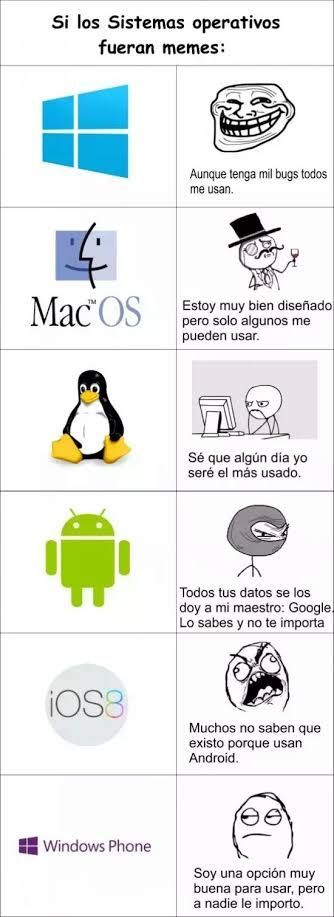 Si los Sistemas operativos
fueran memes:
Aunque tenga mil bugs todos
me usan.
Mac™OS
Estoy muy bien diseñado
pero solo algunos me
pueden usar.
Sé que algún día yo
seré el más usado.
Todos tus datos se los
doy a mi maestro: Google.
Lo sabes y no te importa
iOS8
Muchos no saben que
existo porque usan
Android.
Windows Phone
Soy una opción muy
buena para usar, pero
a nadie le importo.